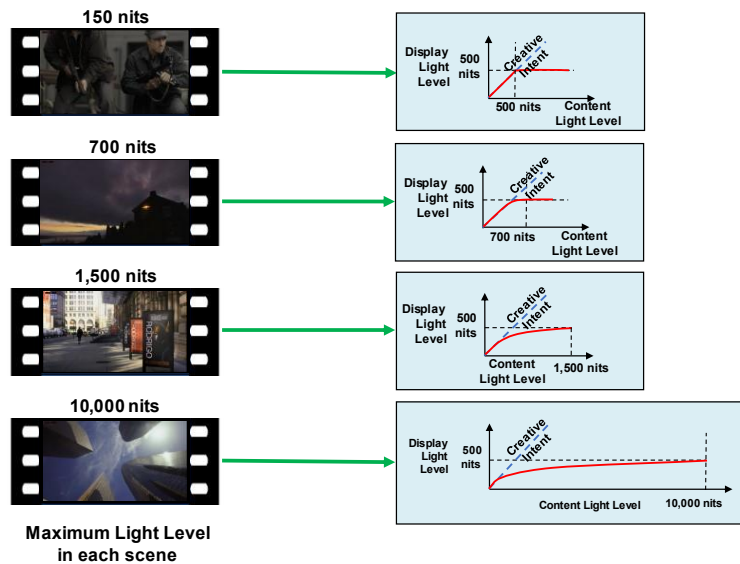 150 nits
Display
Light
Level
500
nits
Creative
Intent
500 nits
Content
Light Level
700 nits
Display
Light
Level
500
nits
Creative
Intent
700 nits
Content
Light Level
1,500 nits
RODRIGO
Display
Light
Level
500
nits
Creative
Intent
Content
Light Level
1,500 nits
10,000 nits
Display
Light
Level
500
nits
Creative
Intent
Content Light Level
10,000 nits
Maximum Light Level
in each scene